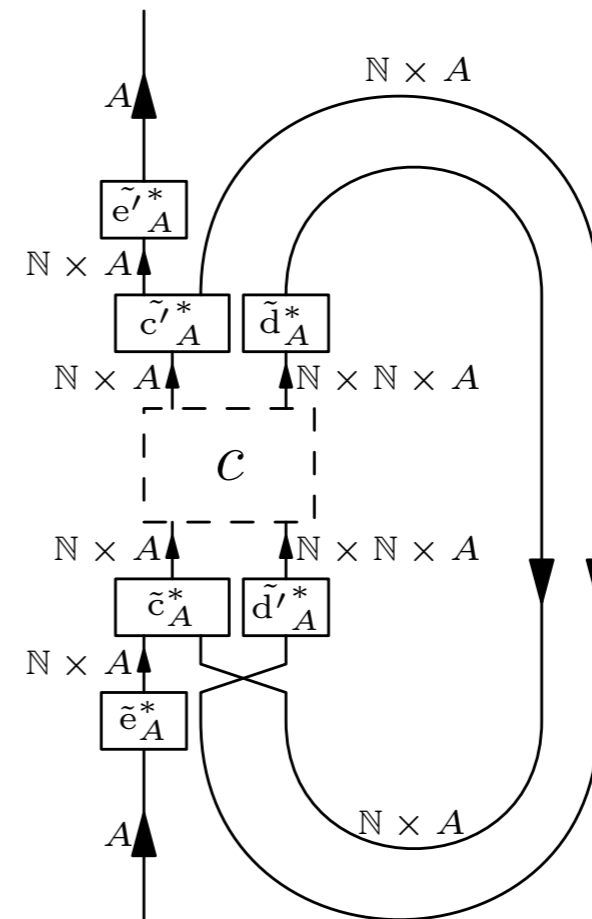 ℕ × A
A
ẽ′*_A
ℕ × A
c̃′*_A
d̃*_A
ℕ × A
ℕ × ℕ × A
c
ℕ × A
ℕ × ℕ × A
c̃*_A
d̃′*_A
ℕ × A
ẽ*_A
ℕ × A
A